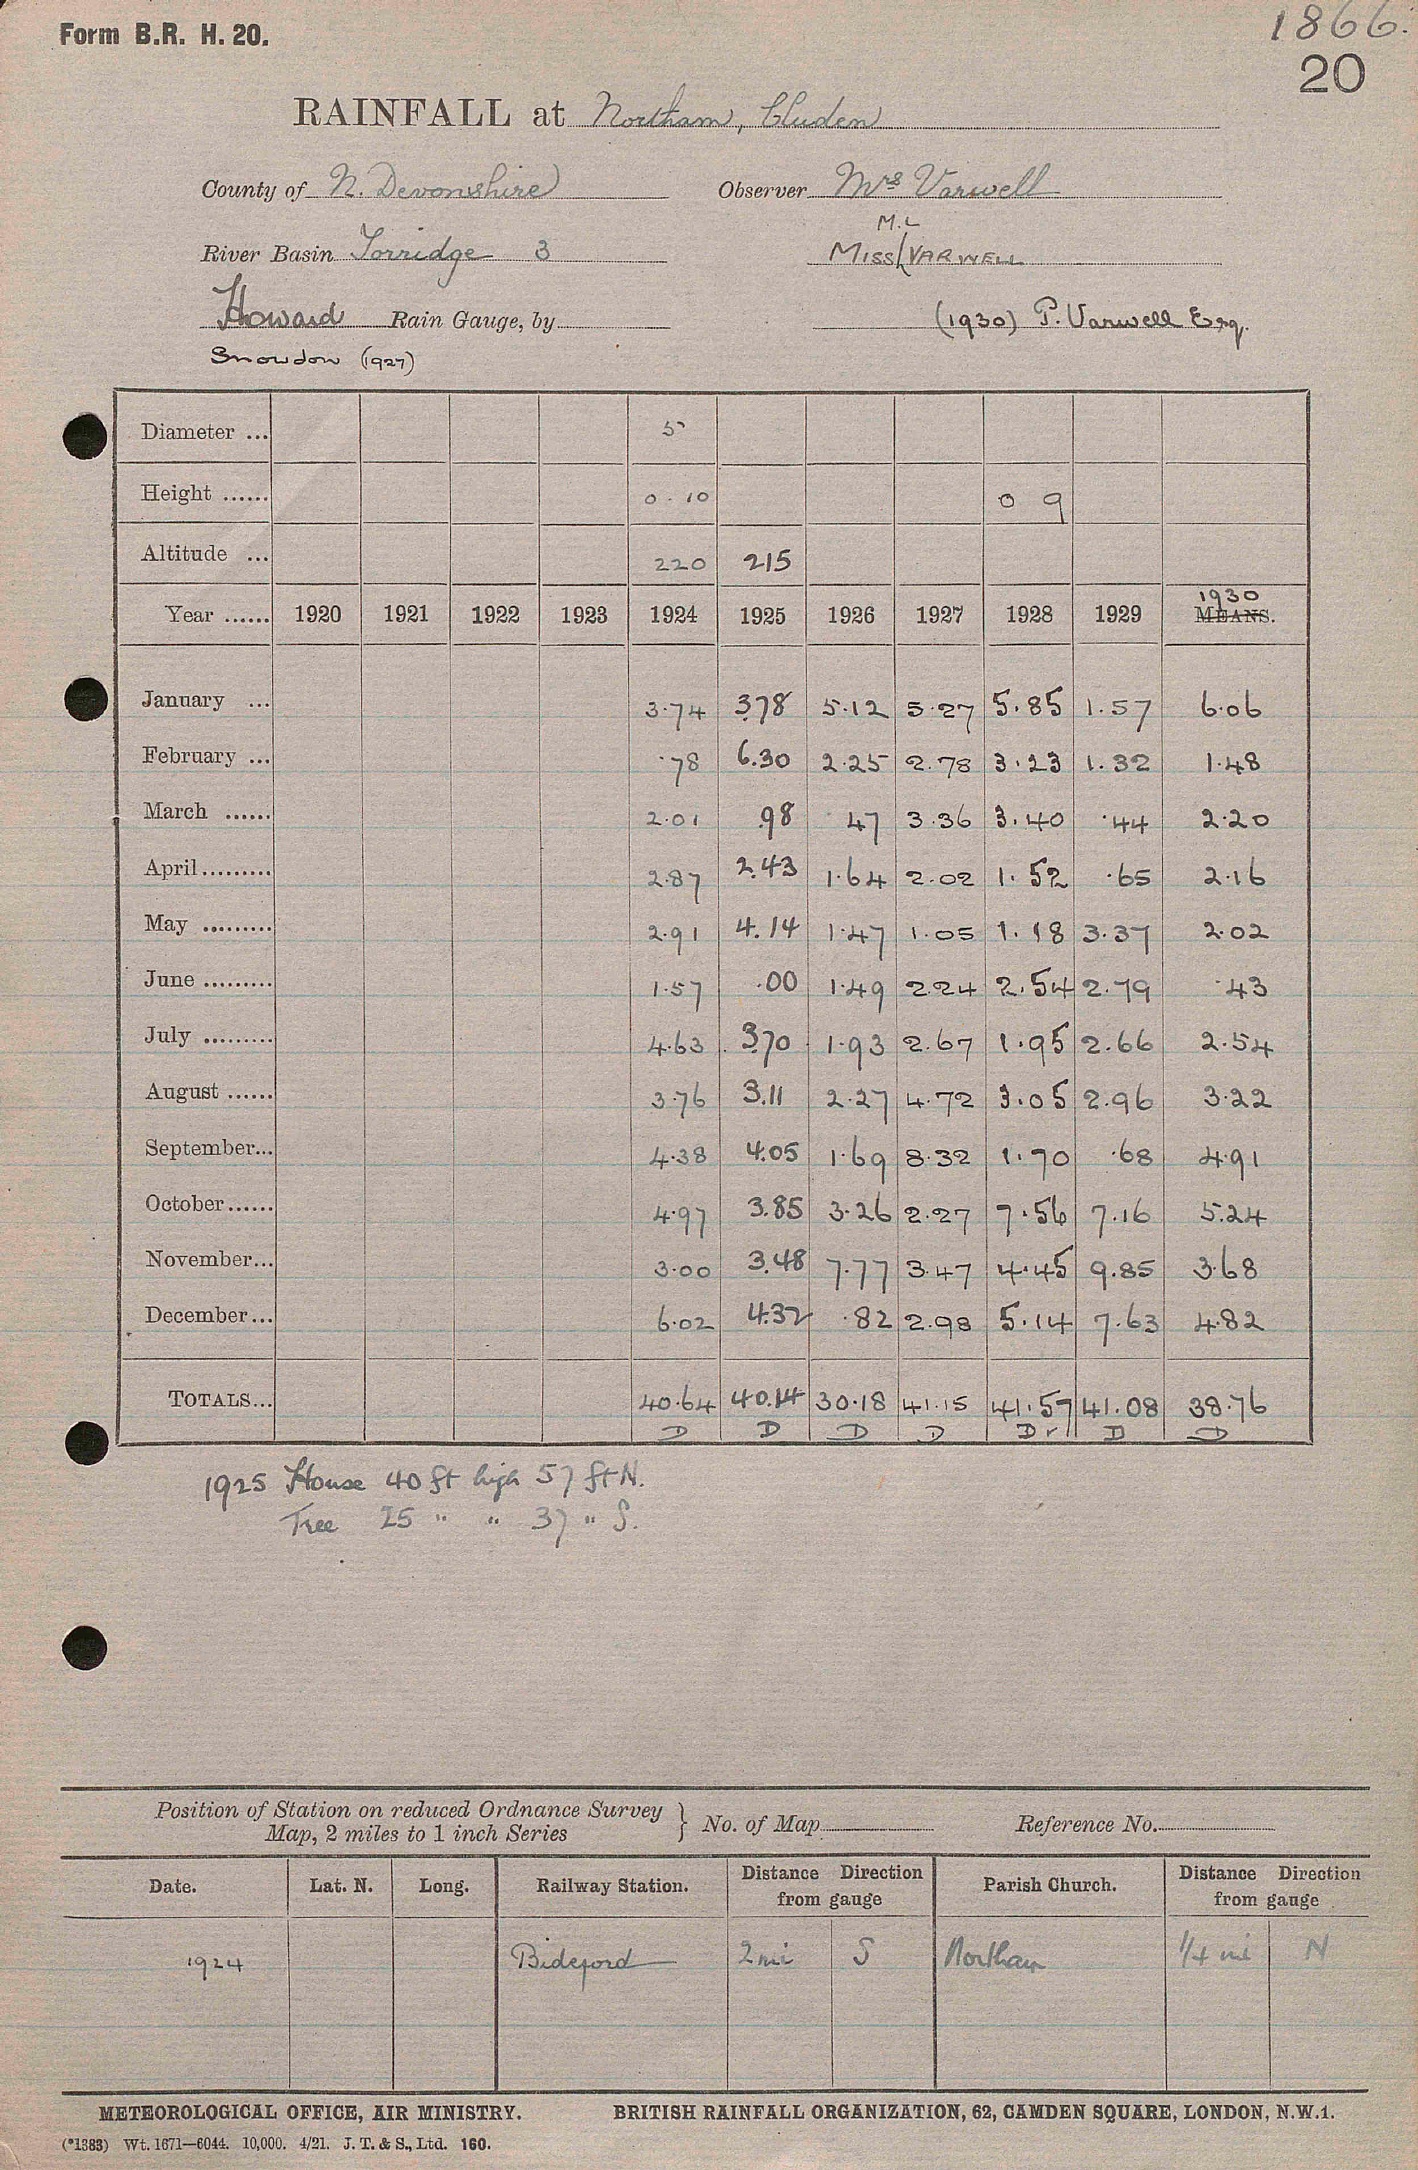 Form B.R. H. 20.
1866.
20
RAINFALL at Northam, Cluden
County of N. Devonshire Observer Mrs Varwell
M.L
River Basin Torridge 3 MISS VARWELL
Howard Rain Gauge, by (1930) P. Varwell Esq.
Snowdon (1927)
Diameter ... 5
Height ...... 0·10 0 9
Altitude ... 220 215
1930
Year ...... 1920 1921 1922 1923 1924 1925 1926 1927 1928 1929 MEANS.
January ... 3·74 3.78 5·12 5·27 5.85 1.57 6·06
February ... ·78 6.30 2·25 2.78 3.23 1.32 1·48
March ...... 2·01 .98 47 3·36 3.40 ·44 2·20
April......... 2·87 2.43 1·64 2·02 1.52 ·65 2·16
May ......... 2·91 4.14 1·47 1·05 1.18 3·37 2·02
June ......... 1·57 .00 1·49 2·24 2.54 2.79 ·43
July ......... 4·63 3.70 1·93 2·67 1.95 2.66 2·54
August ...... 3·76 3.11 2·27 4·72 3.05 2.96 3·22
September... 4·38 4.05 1·69 8·32 1.70 ·68 4·91
October...... 4·97 3.85 3·26 2·27 7.56 7.16 5.24
November... 3·00 3.48 7·77 3·47 4.45 9.85 3·68
December... 6·02 4.32 ·82 2·98 5.14 7.63 4·82
TOTALS... 40·64 40.14 30·18 41·15 41.57 41.08 38·76
D D D D Dr D D
1925 House 40 ft high 57 ft N.
Tree 25 " " 37 " S.
Position of Station on reduced Ordnance Survey
Map, 2 miles to 1 inch Series } No. of Map Reference No.
Date. Lat. N. Long. Railway Station. Distance Direction from gauge Parish Church. Distance Direction from gauge
1924 Bideford 2 mi S Northam 1/4 mi N
METEOROLOGICAL OFFICE, AIR MINISTRY. BRITISH RAINFALL ORGANIZATION, 62, CAMDEN SQUARE, LONDON, N.W.1.
(*1383) Wt. 1671—6044. 10,000. 4/21. J. T. & S., Ltd. 160.